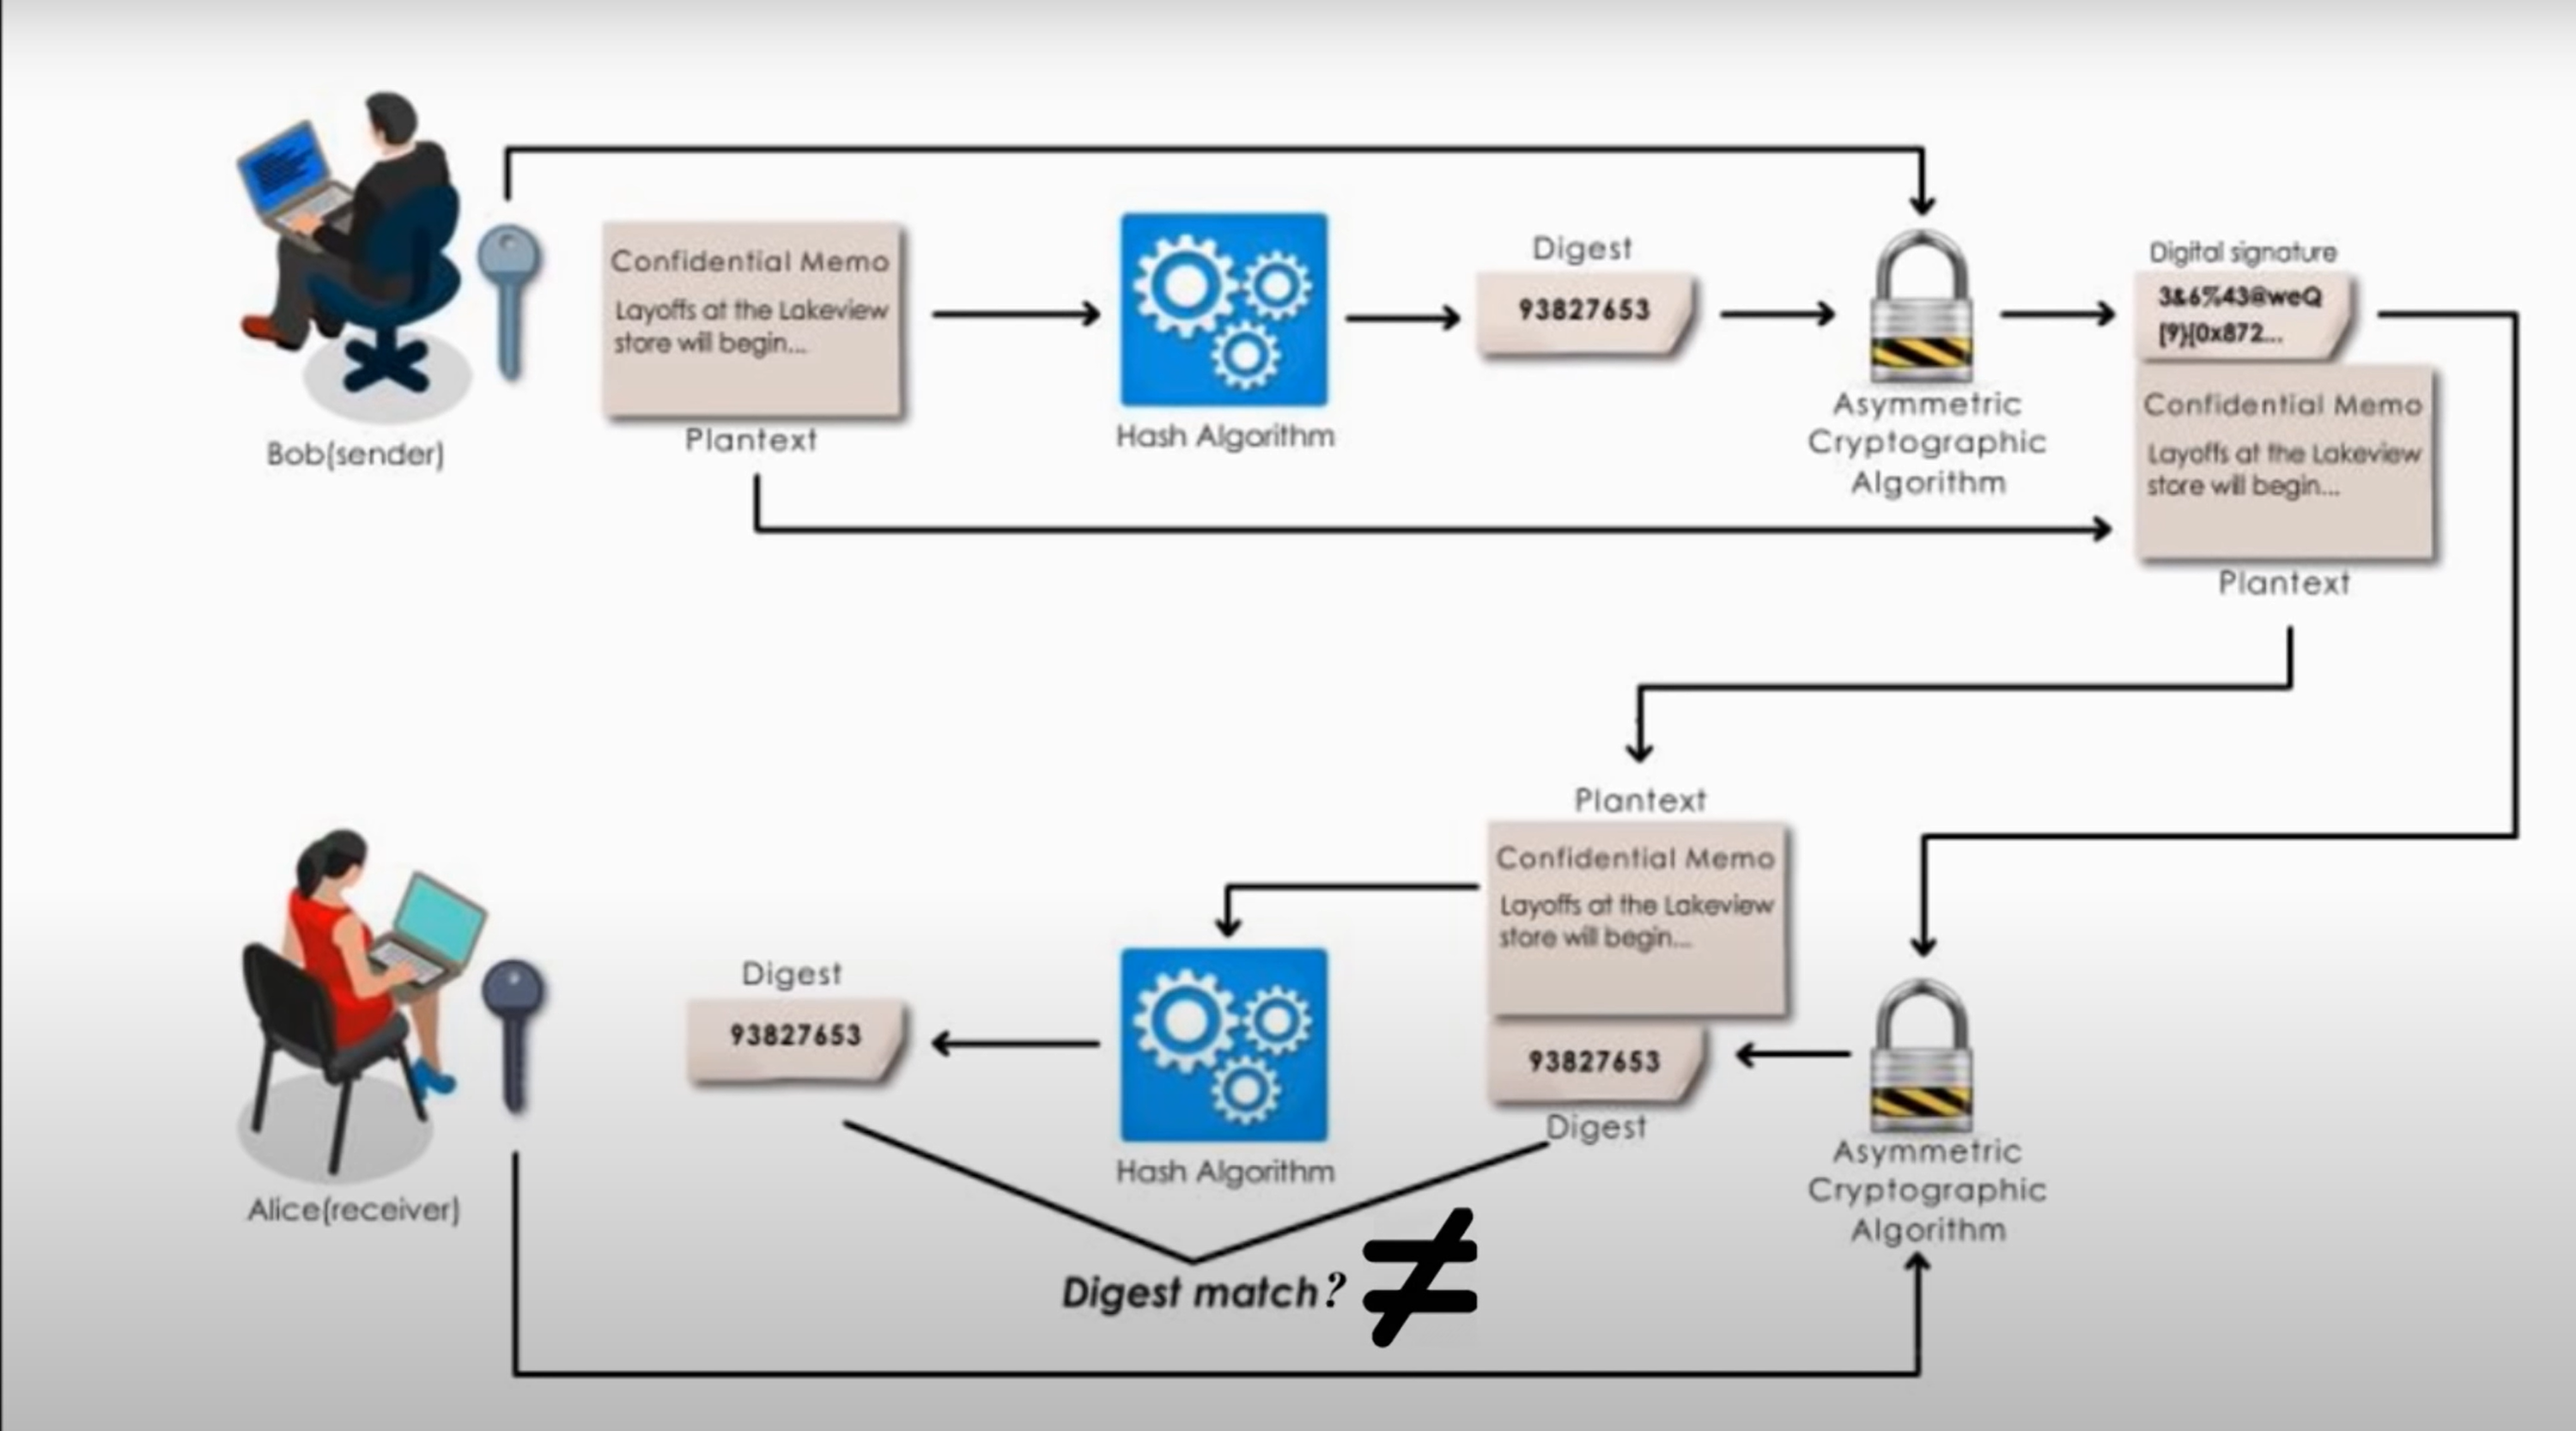 Confidential Memo
Layoffs at the Lakeview
store will begin...
Plantext
Bob(sender)
Hash Algorithm
Digest
93827653
Asymmetric
Cryptographic
Algorithm
Digital signature
3&6%43@weQ
[9}[0x872...
Confidential Memo
Layoffs at the Lakeview
store will begin...
Plantext
Plantext
Confidential Memo
Layoffs at the Lakeview
store will begin...
93827653
Digest
Asymmetric
Cryptographic
Algorithm
Hash Algorithm
Digest
93827653
Alice(receiver)
Digest match? ≠